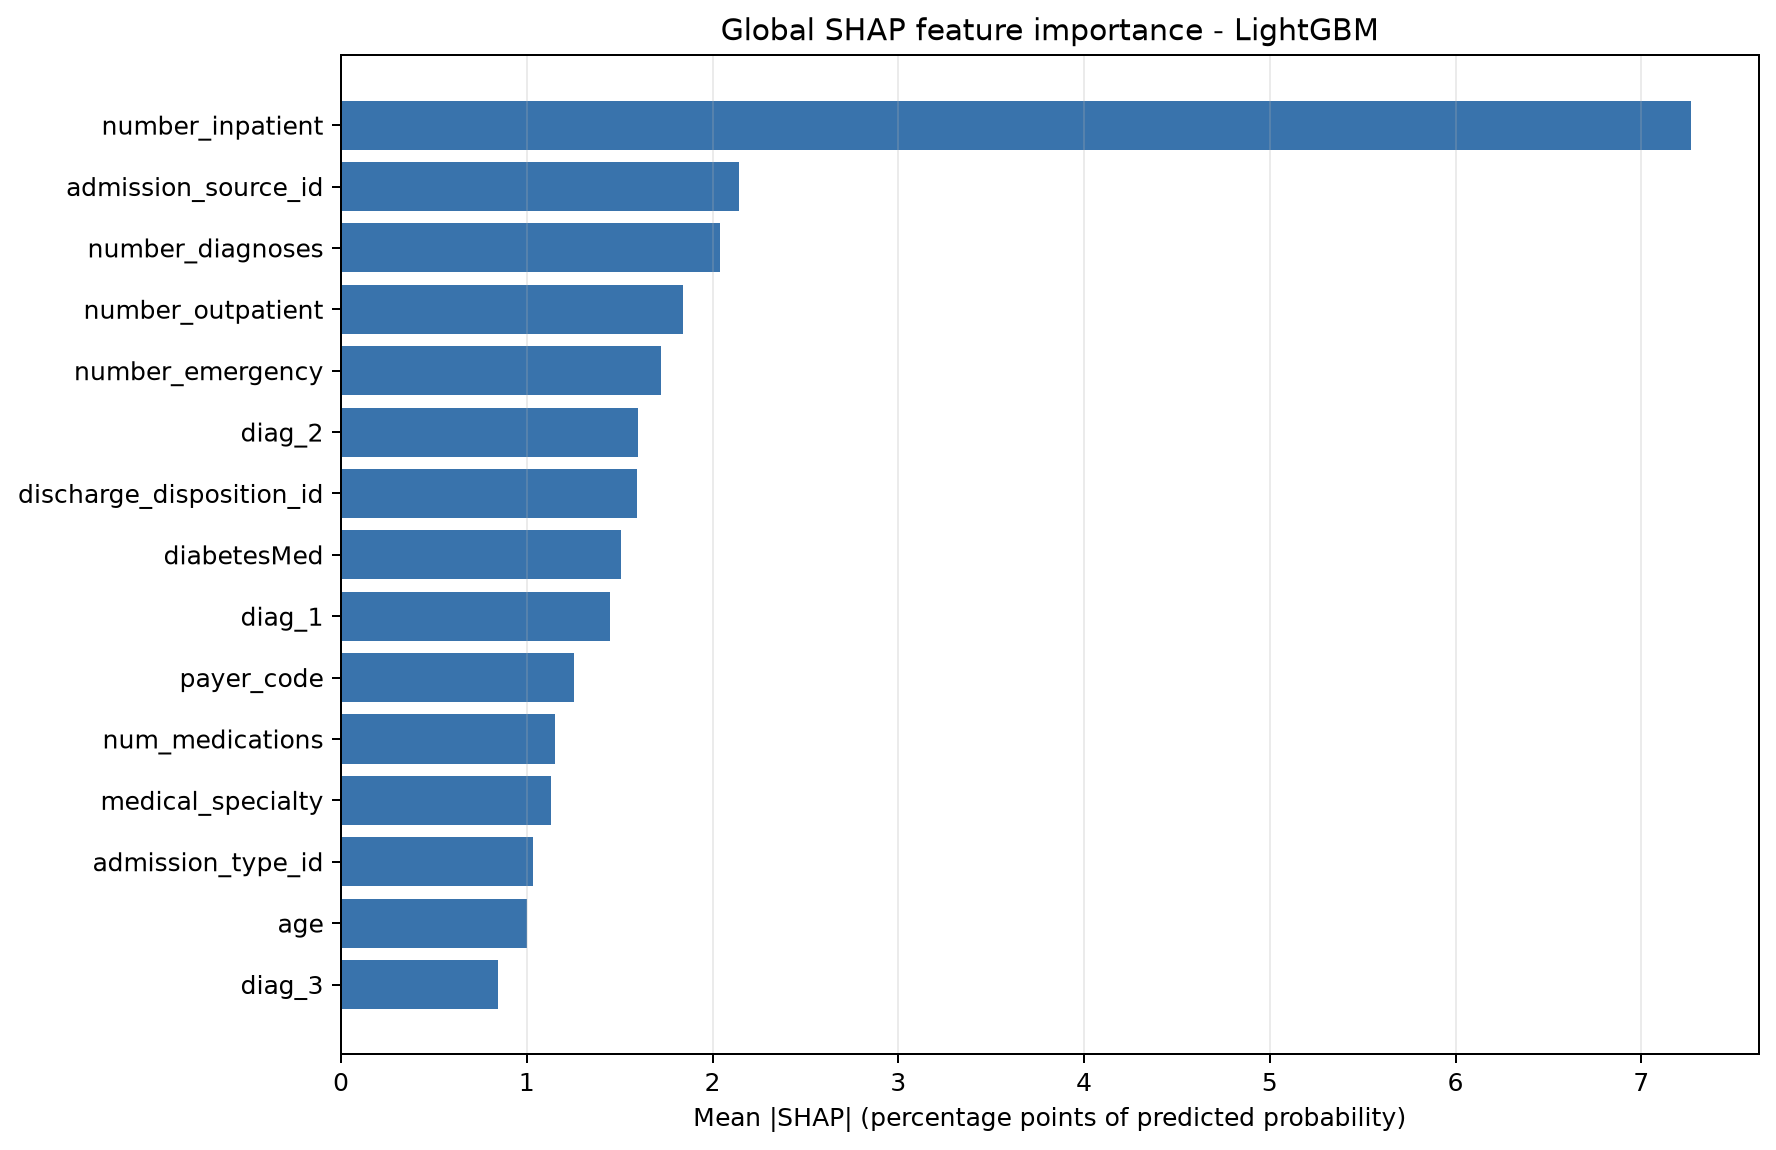 Global SHAP feature importance - LightGBM
number_inpatient
admission_source_id
number_diagnoses
number_outpatient
number_emergency
diag_2
discharge_disposition_id
diabetesMed
diag_1
payer_code
num_medications
medical_specialty
admission_type_id
age
diag_3
0 1 2 3 4 5 6 7
Mean |SHAP| (percentage points of predicted probability)